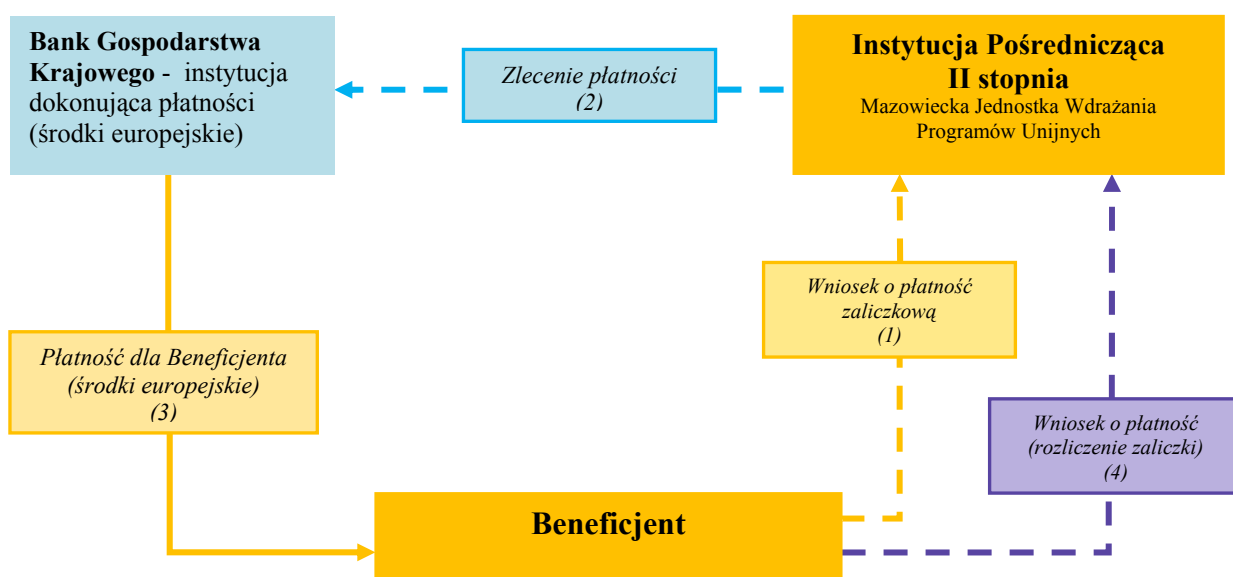 Bank Gospodarstwa
Krajowego - instytucja
dokonująca płatności
(środki europejskie)
Zlecenie płatności
(2)
Instytucja Pośrednicząca
II stopnia
Mazowiecka Jednostka Wdrażania
Programów Unijnych
Wniosek o płatność
zaliczkową
(1)
Płatność dla Beneficjenta
(środki europejskie)
(3)
Wniosek o płatność
(rozliczenie zaliczki)
(4)
Beneficjent